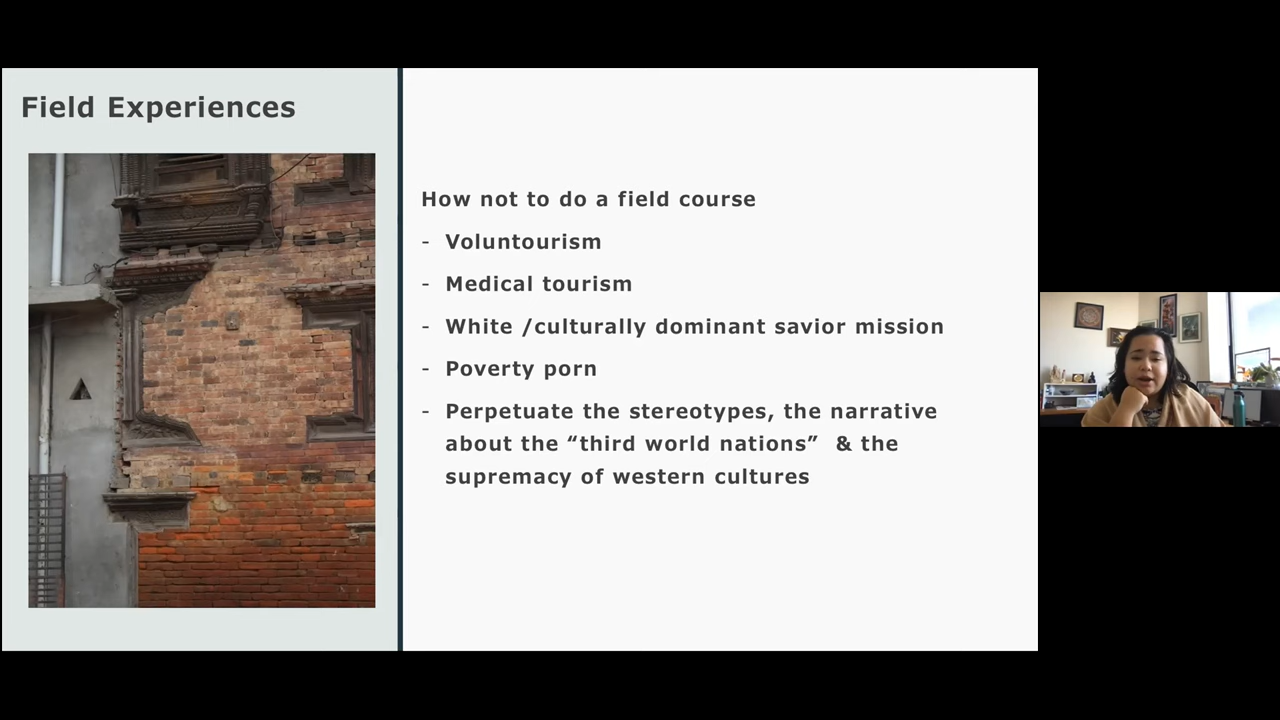 Field Experiences
How not to do a field course
- Voluntourism
- Medical tourism
- White /culturally dominant savior mission
- Poverty porn
- Perpetuate the stereotypes, the narrative
about the “third world nations”  & the
supremacy of western cultures